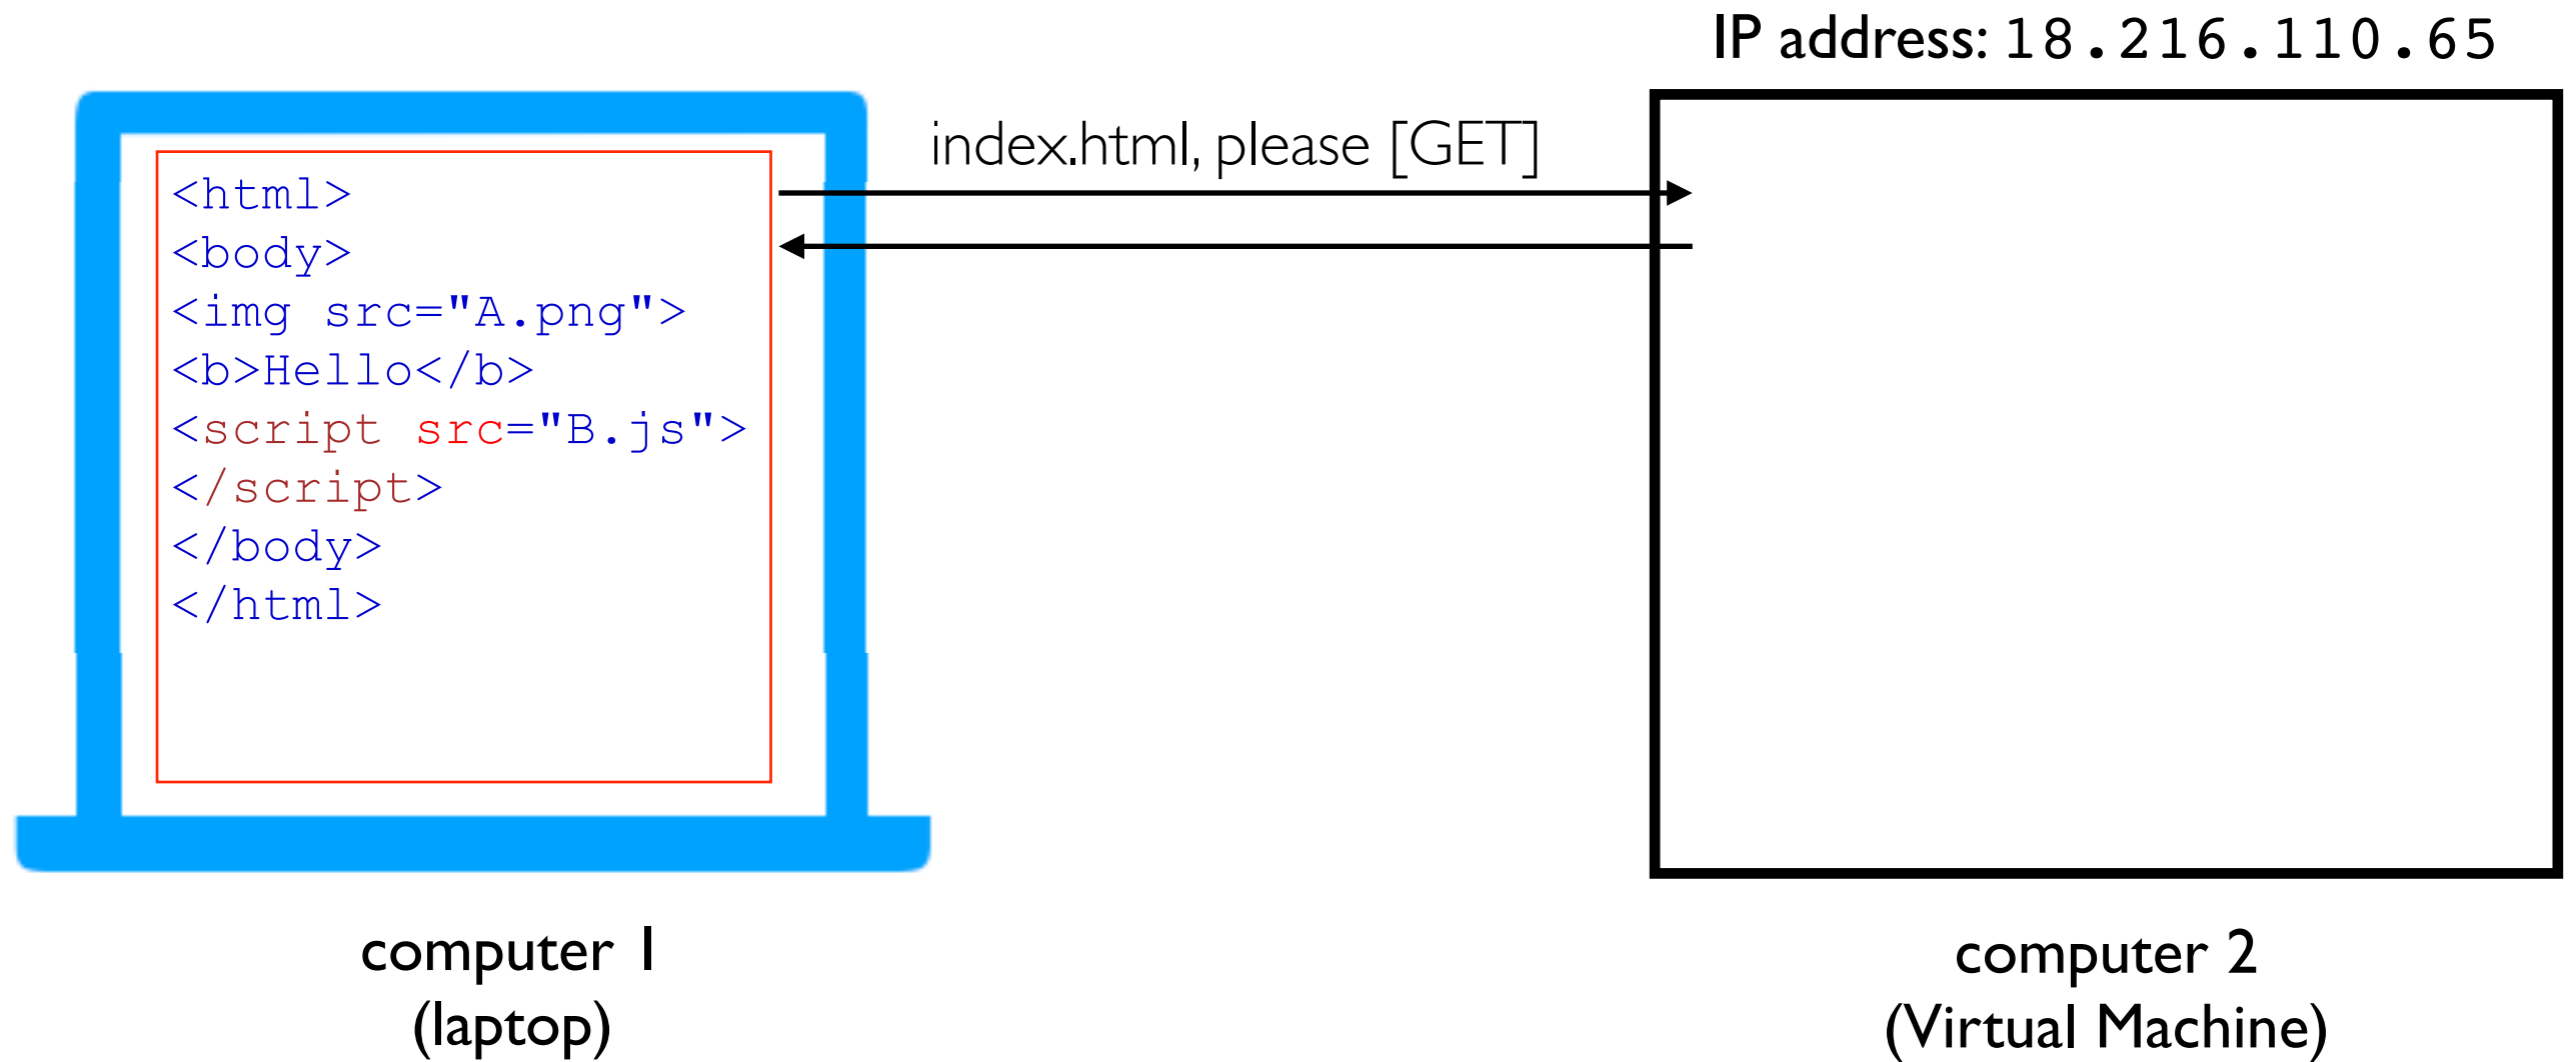 IP address: 18.216.110.65
index.html, please [GET]
<html>
<body>
<img src="A.png">
<b>Hello</b>
<script src="B.js">
</script>
</body>
</html>
computer 1
(laptop)
computer 2
(Virtual Machine)